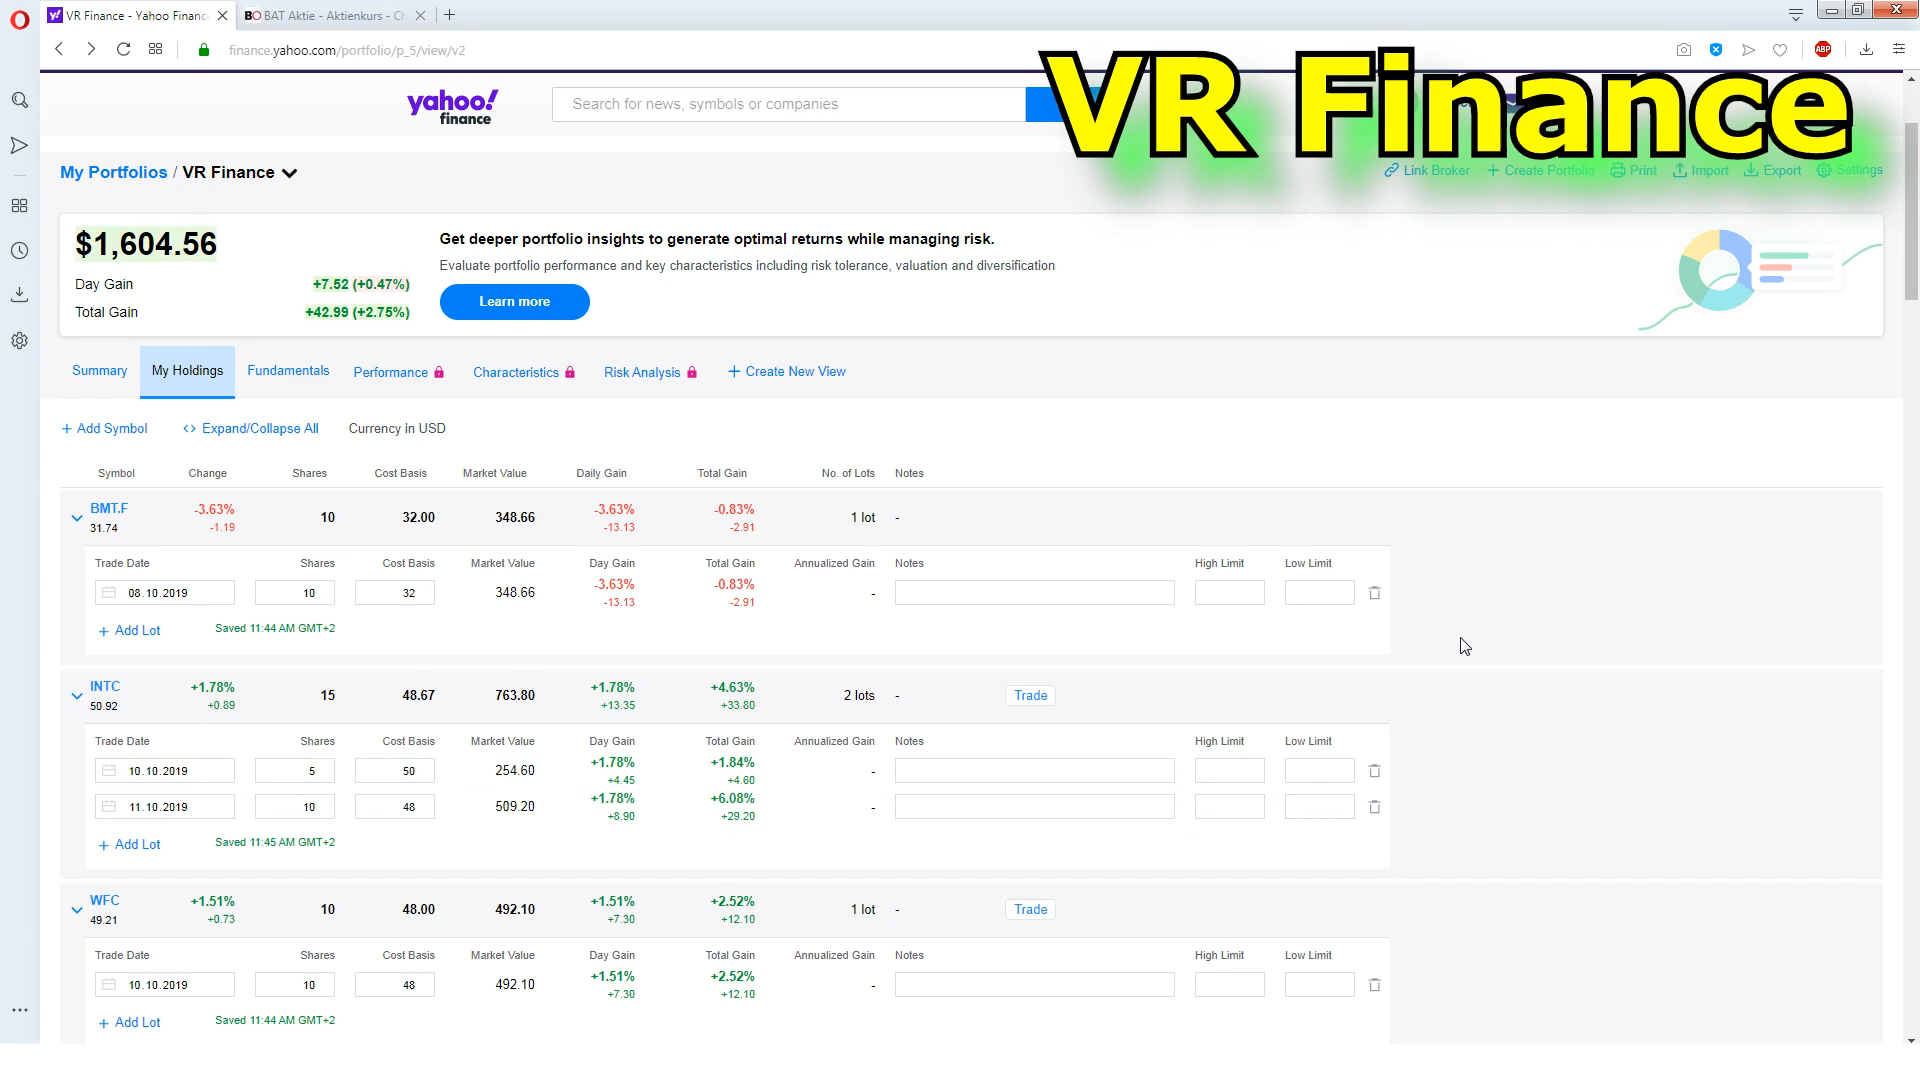 VR Finance - Yahoo Finance
BO BAT Aktie - Aktienkurs - Ch
finance.yahoo.com/portfolio/p_5/view/v2
ABP
VR Finance
yahoo!
finance
Search for news, symbols or companies
My Portfolios / VR Finance
Link Broker
Create Portfolio
Print
Import
Export
Settings
$1,604.56
Day Gain +7.52 (+0.47%)
Total Gain +42.99 (+2.75%)
Get deeper portfolio insights to generate optimal returns while managing risk.
Evaluate portfolio performance and key characteristics including risk tolerance, valuation and diversification
Learn more
Summary My Holdings Fundamentals Performance Characteristics Risk Analysis + Create New View
+ Add Symbol <> Expand/Collapse All Currency in USD
Symbol Change Shares Cost Basis Market Value Daily Gain Total Gain No. of Lots Notes
BMT.F -3.63% 10 32.00 348.66 -3.63% -0.83% 1 lot -
31.74 -1.19 -13.13 -2.91
Trade Date Shares Cost Basis Market Value Day Gain Total Gain Annualized Gain Notes High Limit Low Limit
08.10.2019 10 32 348.66 -3.63% -0.83% -
-13.13 -2.91
+ Add Lot Saved 11:44 AM GMT+2
INTC +1.78% 15 48.67 763.80 +1.78% +4.63% 2 lots - Trade
50.92 +0.89 +13.35 +33.80
Trade Date Shares Cost Basis Market Value Day Gain Total Gain Annualized Gain Notes High Limit Low Limit
10.10.2019 5 50 254.60 +1.78% +1.84% -
+4.45 +4.60
11.10.2019 10 48 509.20 +1.78% +6.08% -
+8.90 +29.20
+ Add Lot Saved 11:45 AM GMT+2
WFC +1.51% 10 48.00 492.10 +1.51% +2.52% 1 lot - Trade
49.21 +0.73 +7.30 +12.10
Trade Date Shares Cost Basis Market Value Day Gain Total Gain Annualized Gain Notes High Limit Low Limit
10.10.2019 10 48 492.10 +1.51% +2.52% -
+7.30 +12.10
+ Add Lot Saved 11:44 AM GMT+2